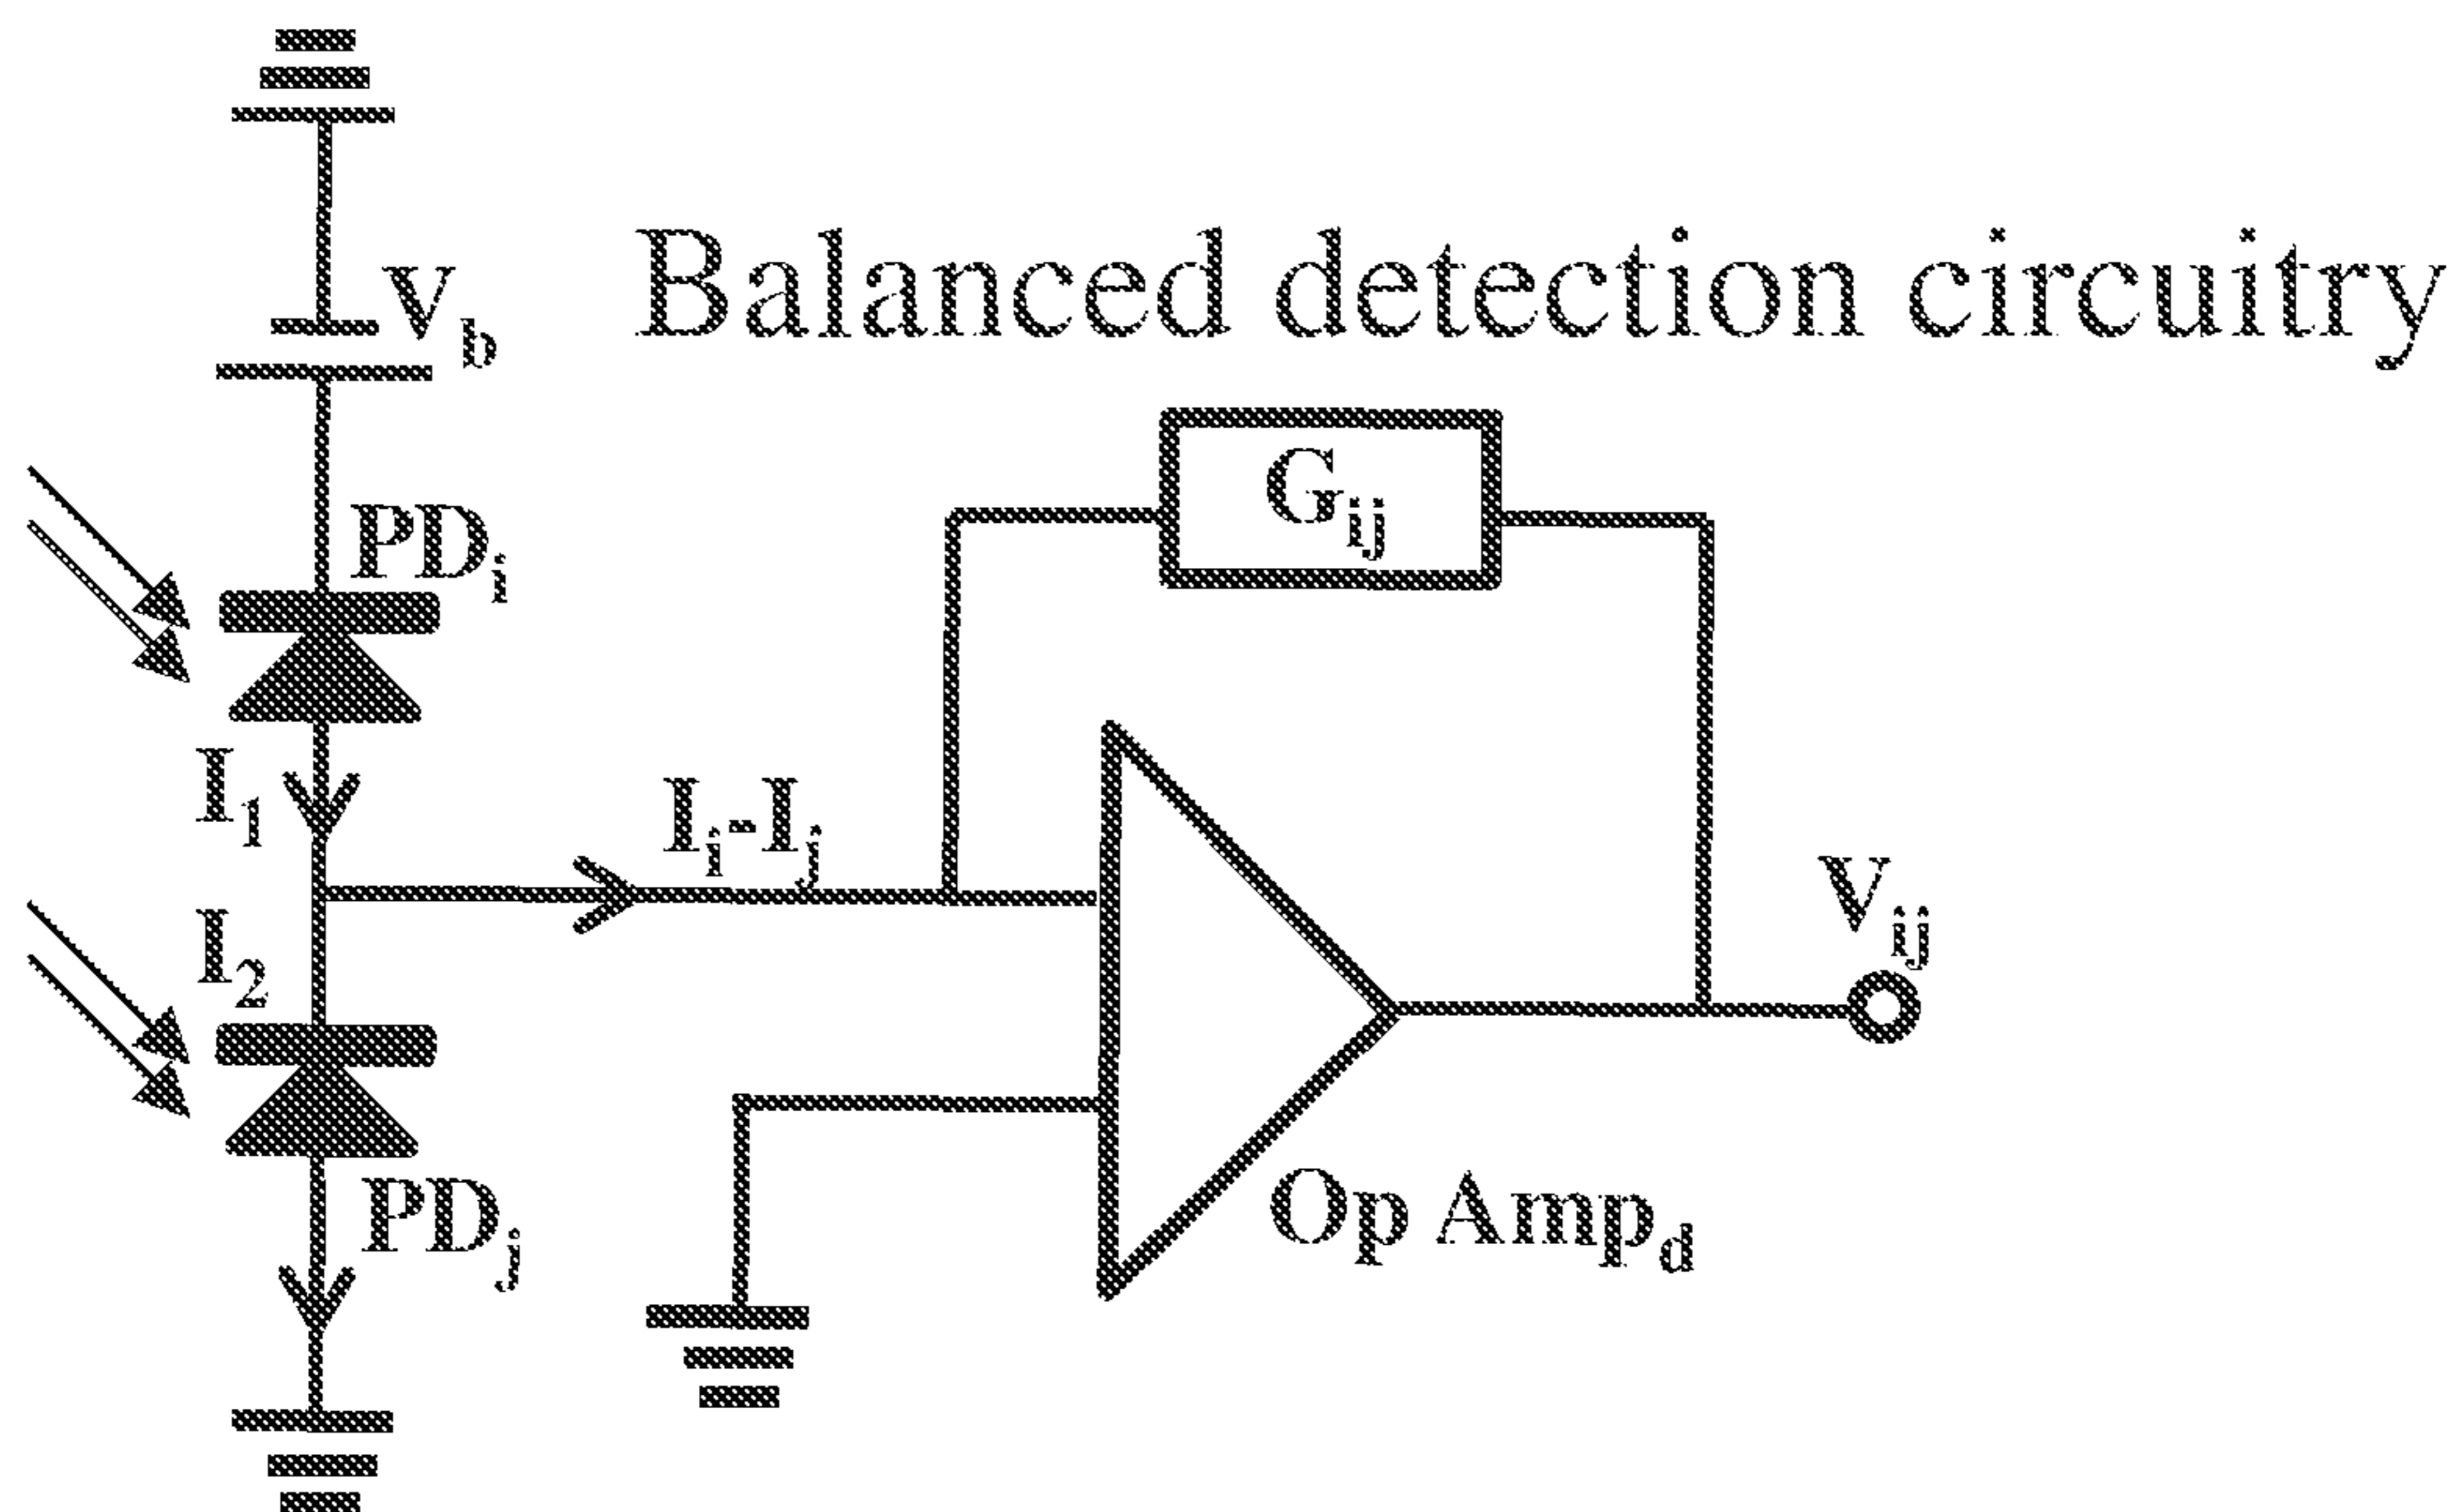 V_b
Balanced detection circuitry
G_ij
PD_i
I_1
I_i-I_j
V_ij
I_2
PD_j
Op Amp_d